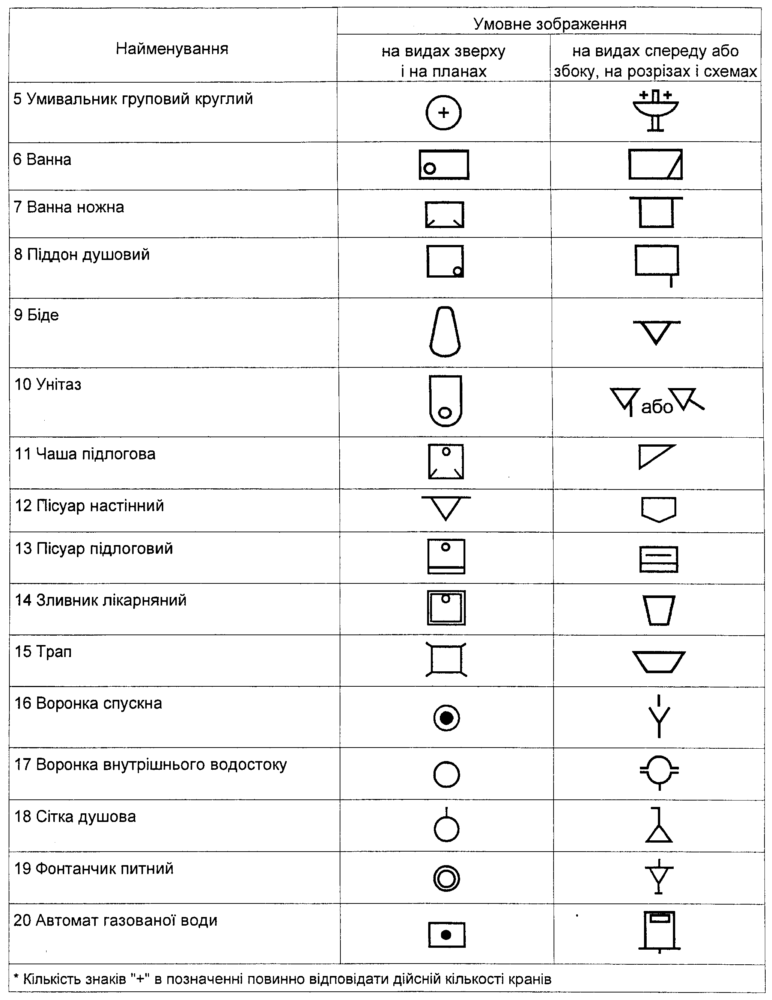 Найменування
Умовне зображення
на видах зверху
і на планах
на видах спереду або
збоку, на розрізах і схемах
5 Умивальник груповий круглий
6 Ванна
7 Ванна ножна
8 Піддон душовий
9 Біде
10 Унітаз
або
11 Чаша підлогова
12 Пісуар настінний
13 Пісуар підлоговий
14 Зливник лікарняний
15 Трап
16 Воронка спускна
17 Воронка внутрішнього водостоку
18 Сітка душова
19 Фонтанчик питний
20 Автомат газованої води
* Кількість знаків "+" в позначенні повинно відповідати дійсній кількості кранів